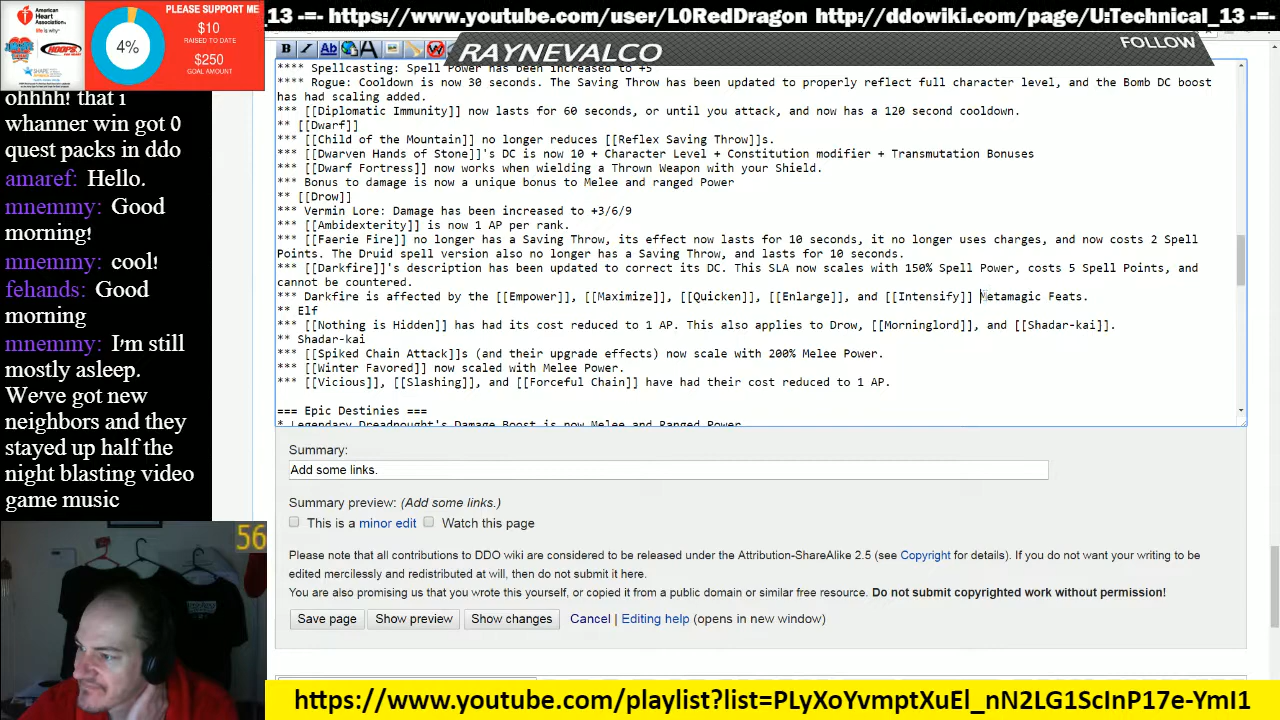 _13 -=- https://www.youtube.com/user/L0RedDragon http://ddowiki.com/page/U:Technical_13 -=-
American Heart Association®
life is why®
HOOPS
4%
PLEASE SUPPORT ME
$10
RAISED TO DATE
$250
GOAL AMOUNT
RAYNEVALCO
FOLLOW
ohhhh! that i
whanner win got 0
quest packs in ddo
amaref: Hello.
mnemmy: Good
morning!
mnemmy: cool!
fehands: Good
morning
mnemmy: I'm still
mostly asleep.
We've got new
neighbors and they
stayed up half the
night blasting video
game music
56
B I Ab A W
**** Spellcasting: Spell Power has been increased to +5
**** Rogue: Cooldown is now 30 seconds. The Saving Throw has been updated to properly reflect full character level, and the Bomb DC boost
has had scaling added.
*** [[Diplomatic Immunity] now lasts for 60 seconds, or until you attack, and now has a 120 second cooldown.
** [[Dwarf]]
*** [[Child of the Mountain] no longer reduces [[Reflex Saving Throw]]s.
*** [[Dwarven Hands of Stone]]'s DC is now 10 + Character Level + Constitution modifier + Transmutation Bonuses
*** [[Dwarf Fortress]] now works when wielding a Thrown Weapon with your Shield.
*** Bonus to damage is now a unique bonus to Melee and ranged Power
** [[Drow]]
*** Vermin Lore: Damage has been increased to +3/6/9
*** [[Ambidexterity]] is now 1 AP per rank.
*** [[Faerie Fire]] no longer has a Saving Throw, its effect now lasts for 10 seconds, it no longer uses charges, and now costs 2 Spell
Points. The Druid spell version also no longer has a Saving Throw, and lasts for 10 seconds.
*** [[Darkfire]]'s description has been updated to correct its DC. This SLA now scales with 150% Spell Power, costs 5 Spell Points, and
cannot be countered.
*** Darkfire is affected by the [[Empower]], [[Maximize]], [[Quicken]], [[Enlarge]], and [[Intensify]] Metamagic Feats.
** Elf
*** [[Nothing is Hidden]] has had its cost reduced to 1 AP. This also applies to Drow, [[Morninglord]], and [[Shadar-kai]].
** Shadar-kai
*** [[Spiked Chain Attack]]s (and their upgrade effects) now scale with 200% Melee Power.
*** [[Winter Favored]] now scaled with Melee Power.
*** [[Vicious]], [[Slashing]], and [[Forceful Chain]] have had their cost reduced to 1 AP.
=== Epic Destinies ===
* Legendary Dreadnought's Damage Boost is now Melee and Ranged Power
Summary:
Add some links.
Summary preview: (Add some links.)
This is a minor edit Watch this page
Please note that all contributions to DDO wiki are considered to be released under the Attribution-ShareAlike 2.5 (see Copyright for details). If you do not want your writing to be
edited mercilessly and redistributed at will, then do not submit it here.
You are also promising us that you wrote this yourself, or copied it from a public domain or similar free resource. Do not submit copyrighted work without permission!
Save page Show preview Show changes Cancel | Editing help (opens in new window)
https://www.youtube.com/playlist?list=PLyXoYvmptXuEl_nN2LG1ScInP17e-YmI1